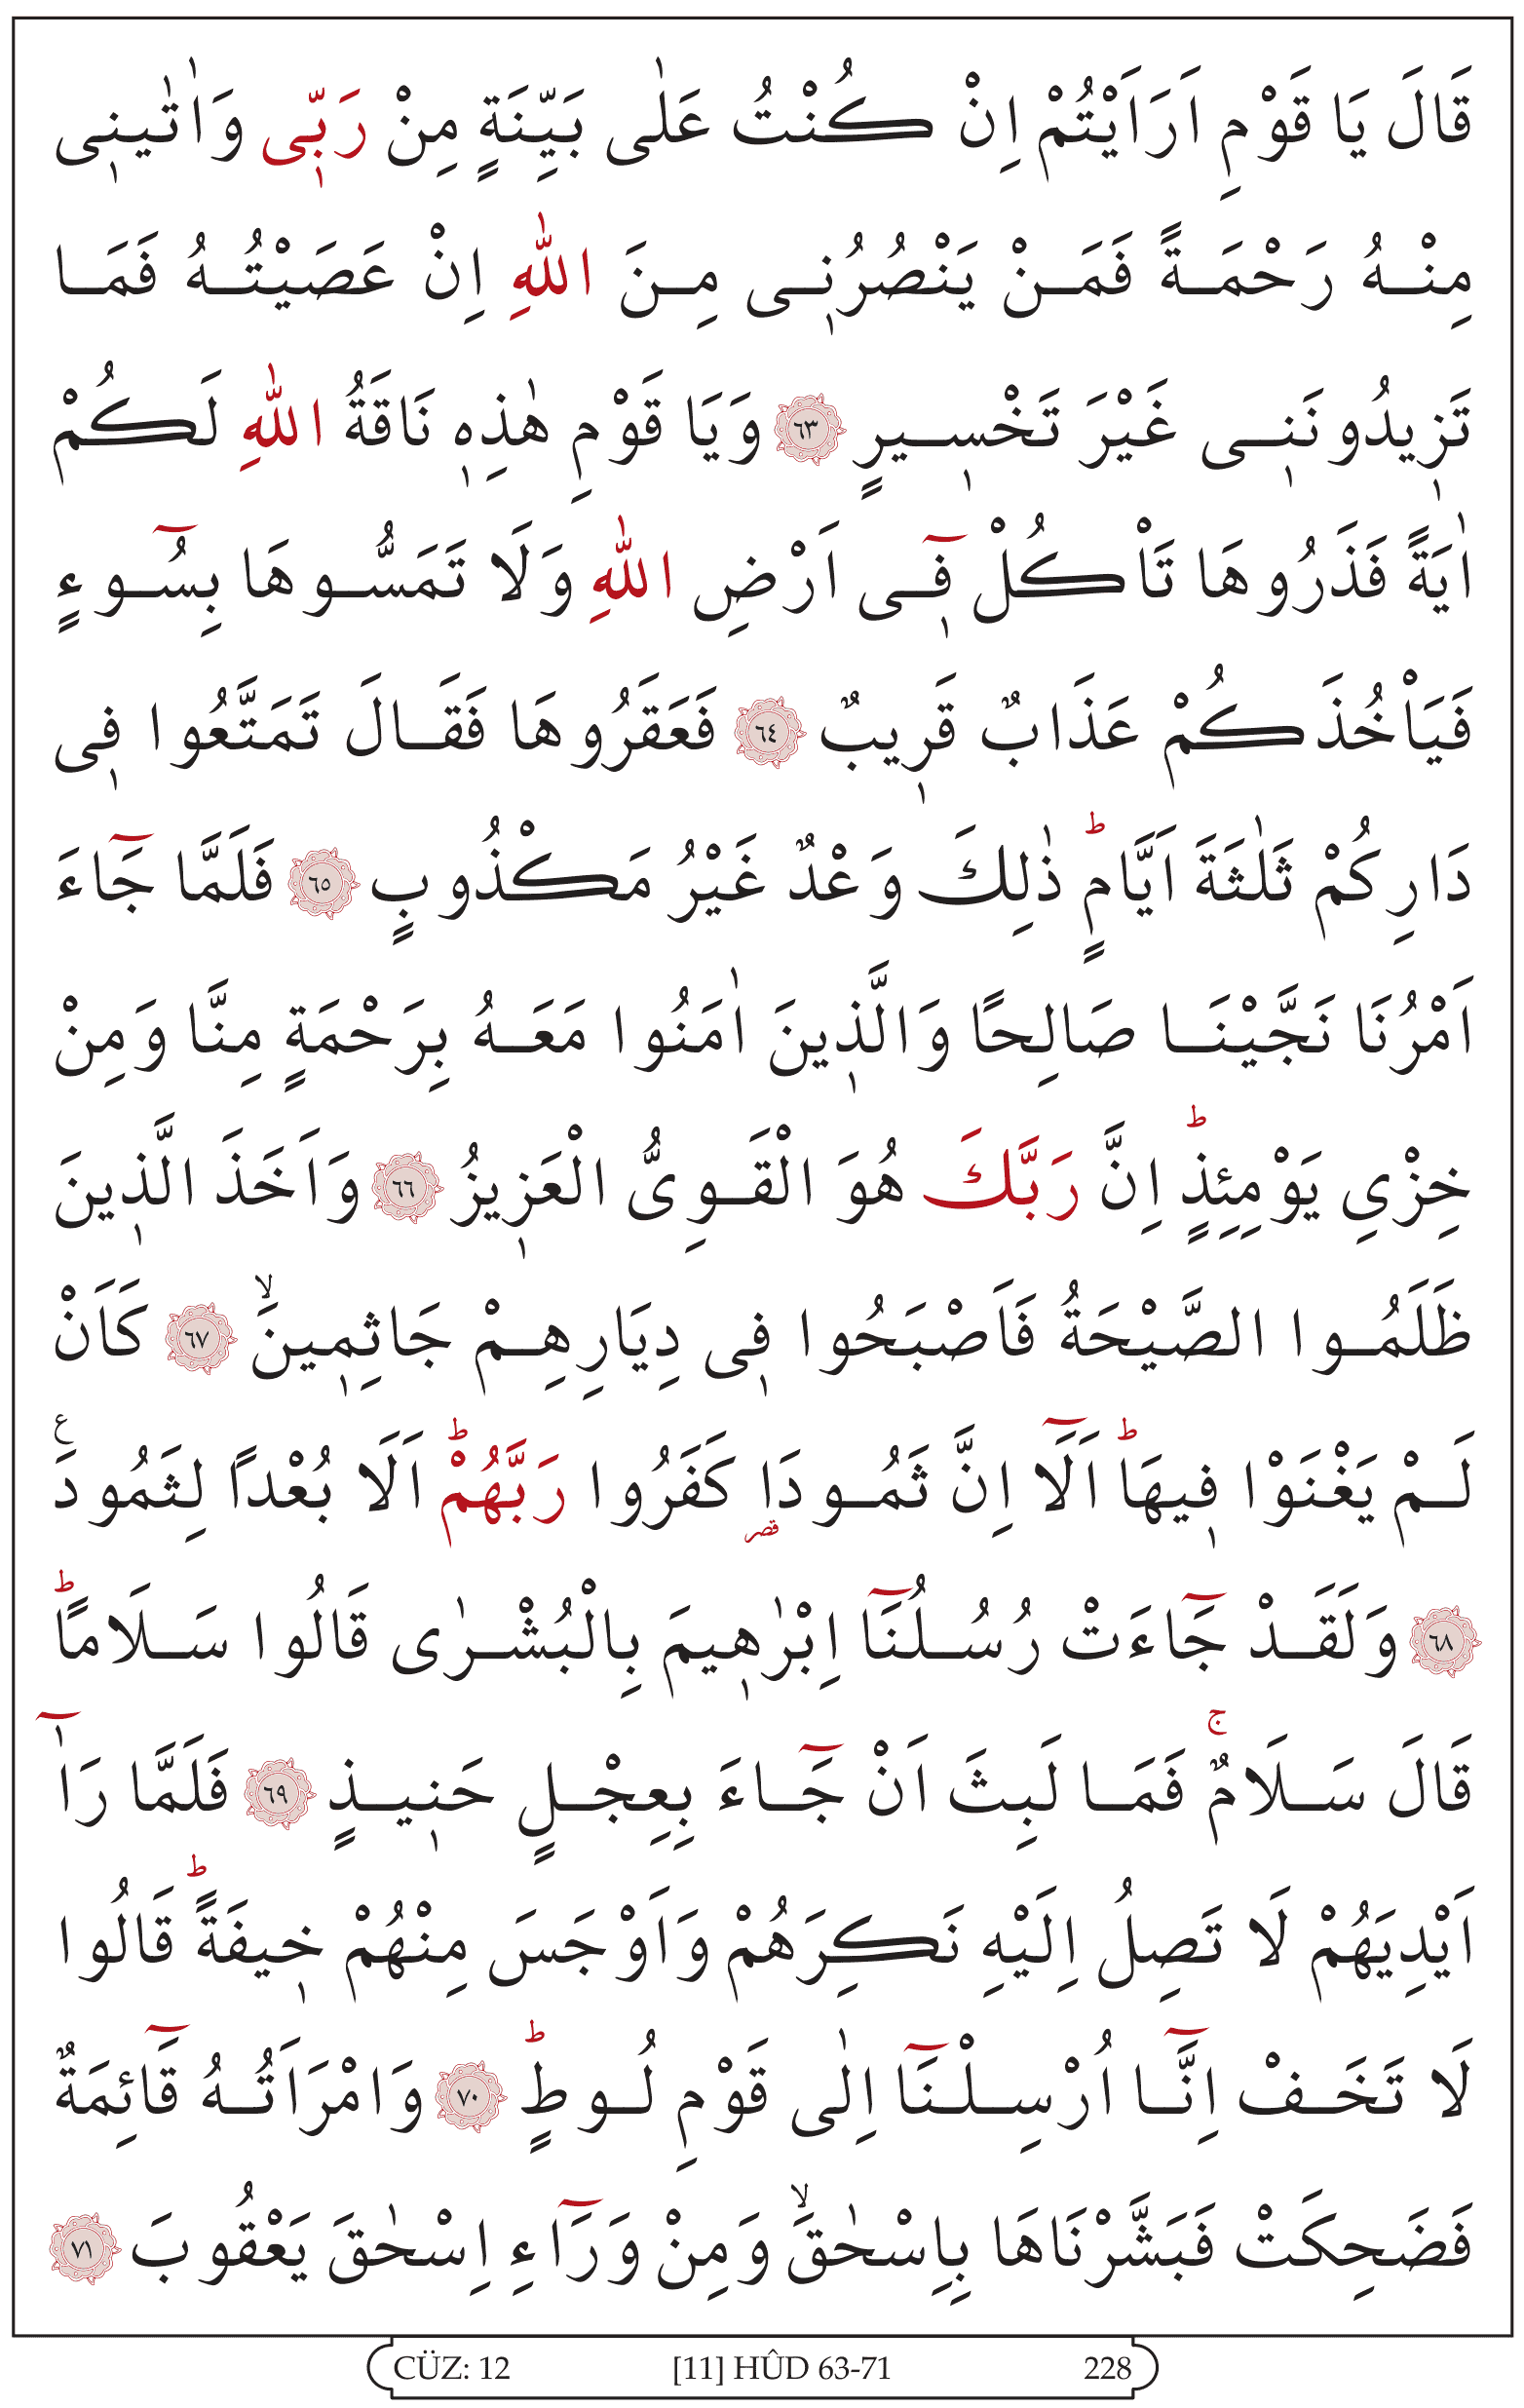 قَالَ يَا قَوْمِ اَرَاَيْتُمْ اِنْ كُنْتُ عَلٰى بَيِّنَةٍ مِنْ رَبّٖى وَاٰتٰينٖى
مِنْهُ رَحْمَةً فَمَنْ يَنْصُرُنٖى مِنَ اللّٰهِ اِنْ عَصَيْتُهُ فَمَا
تَزٖيدُونَنٖى غَيْرَ تَخْسٖيرٍ ﴿٦٣﴾ وَيَا قَوْمِ هٰذِهٖ نَاقَةُ اللّٰهِ لَكُمْ
اٰيَةً فَذَرُوهَا تَاْكُلْ فٖٓى اَرْضِ اللّٰهِ وَلَا تَمَسُّوهَا بِسُٓوءٍ
فَيَاْخُذَكُمْ عَذَابٌ قَرٖيبٌ ﴿٦٤﴾ فَعَقَرُوهَا فَقَالَ تَمَتَّعُوا فٖى
دَارِكُمْ ثَلٰثَةَ اَيَّامٍؕ ذٰلِكَ وَعْدٌ غَيْرُ مَكْذُوبٍ ﴿٦٥﴾ فَلَمَّا جَٓاءَ
اَمْرُنَا نَجَّيْنَا صَالِحًا وَالَّذٖينَ اٰمَنُوا مَعَهُ بِرَحْمَةٍ مِنَّا وَمِنْ
خِزْىِ يَوْمِئِذٍؕ اِنَّ رَبَّكَ هُوَ الْقَوِىُّ الْعَزٖيزُ ﴿٦٦﴾ وَاَخَذَ الَّذٖينَ
ظَلَمُوا الصَّيْحَةُ فَاَصْبَحُوا فٖى دِيَارِهِمْ جَاثِمٖينَۙ ﴿٦٧﴾ كَاَنْ
لَمْ يَغْنَوْا فٖيهَاؕ اَلَٓا اِنَّ ثَمُودَا قصر كَفَرُوا رَبَّهُمْؕ اَلَا بُعْدًا لِثَمُودَ ع
﴿٦٨﴾ وَلَقَدْ جَٓاءَتْ رُسُلُنَٓا اِبْرٰهٖيمَ بِالْبُشْرٰى قَالُوا سَلَامًاؕ
قَالَ سَلَامٌۚ فَمَا لَبِثَ اَنْ جَٓاءَ بِعِجْلٍ حَنٖيذٍ ﴿٦٩﴾ فَلَمَّا رَآٰ
اَيْدِيَهُمْ لَا تَصِلُ اِلَيْهِ نَكِرَهُمْ وَاَوْجَسَ مِنْهُمْ خٖيفَةًؕ قَالُوا
لَا تَخَفْ اِنَّٓا اُرْسِلْنَٓا اِلٰى قَوْمِ لُوطٍؕ ﴿٧٠﴾ وَامْرَاَتُهُ قَٓائِمَةٌ
فَضَحِكَتْ فَبَشَّرْنَاهَا بِاِسْحٰقَۙ وَمِنْ وَرَٓاءِ اِسْحٰقَ يَعْقُوبَ ﴿٧١﴾
CÜZ: 12 [11] HÛD 63-71 228